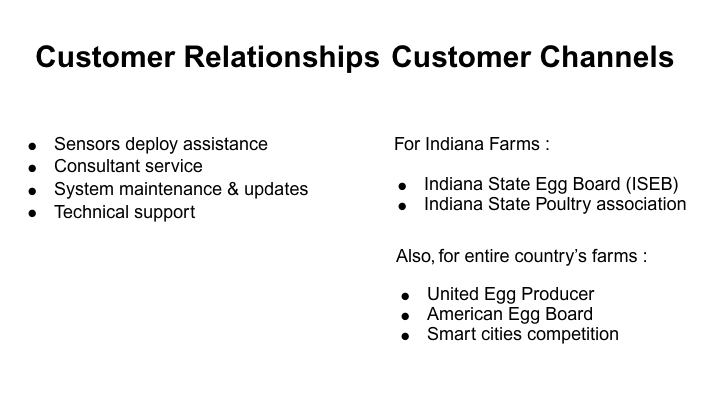 Customer Relationships
● Sensors deploy assistance
● Consultant service
● System maintenance & updates
● Technical support
Customer Channels
For Indiana Farms :
● Indiana State Egg Board (ISEB)
● Indiana State Poultry association
Also, for entire country’s farms :
● United Egg Producer
● American Egg Board
● Smart cities competition